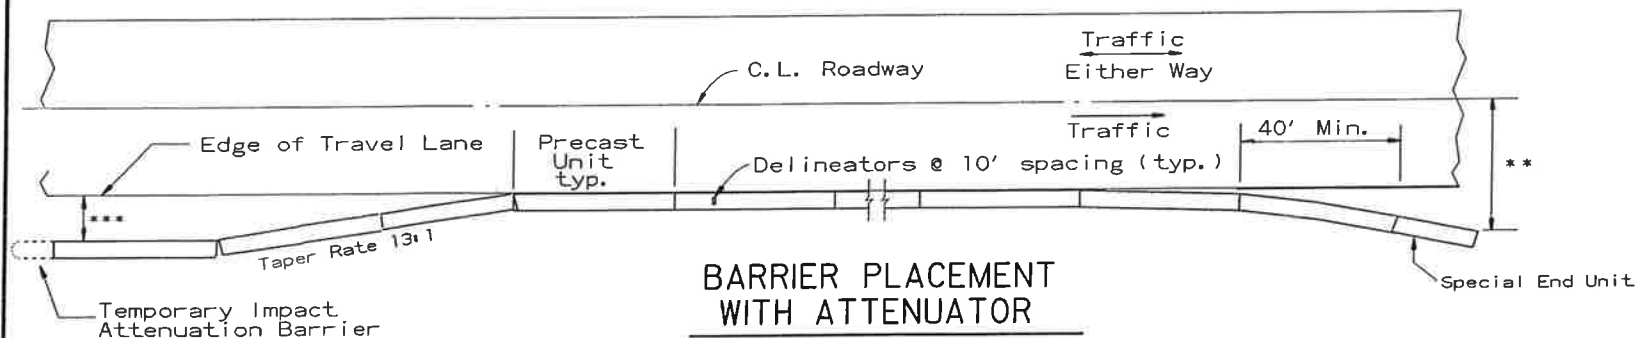 Traffic
Either Way
C.L. Roadway
Traffic
40' Min.
**
Edge of Travel Lane
Precast
Unit
typ.
Delineators @ 10' spacing (typ.)
***
Taper Rate 13:1
BARRIER PLACEMENT
WITH ATTENUATOR
Special End Unit
Temporary Impact
Attenuation Barrier